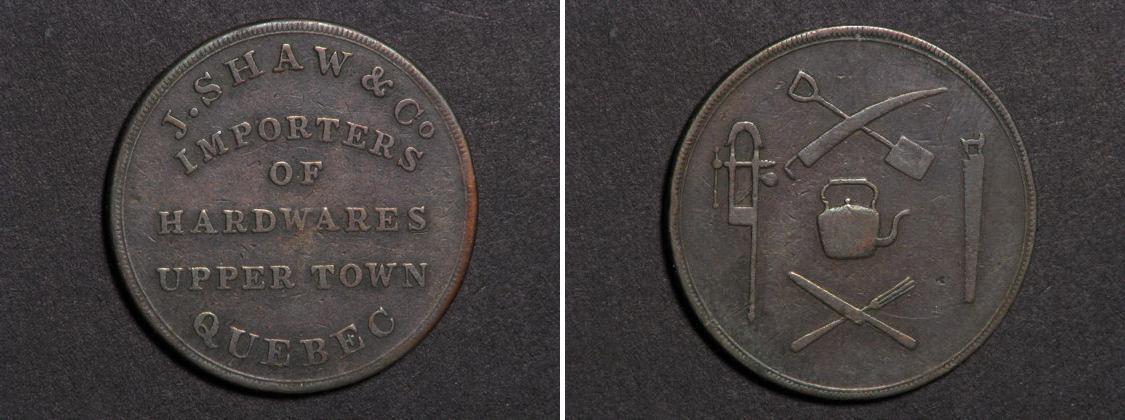 J. SHAW & Co
IMPORTERS
OF
HARDWARES
UPPER TOWN
QUEBEC